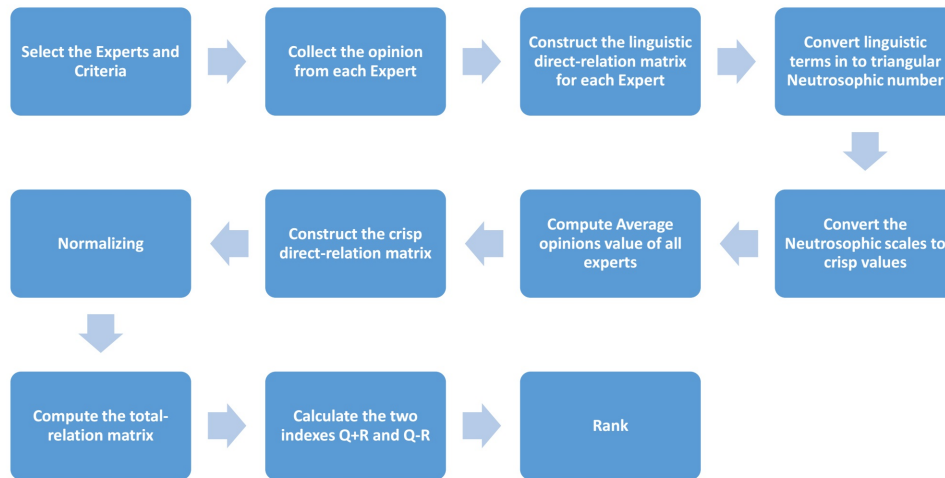 Select the Experts and
Criteria
Collect the opinion
from each Expert
Construct the linguistic
direct-relation matrix
for each Expert
Convert linguistic
terms in to triangular
Neutrosophic number
Convert the
Neutrosophic scales to
crisp values
Compute Average
opinions value of all
experts
Construct the crisp
direct-relation matrix
Normalizing
Compute the total-
relation matrix
Calculate the two
indexes Q+R and Q-R
Rank